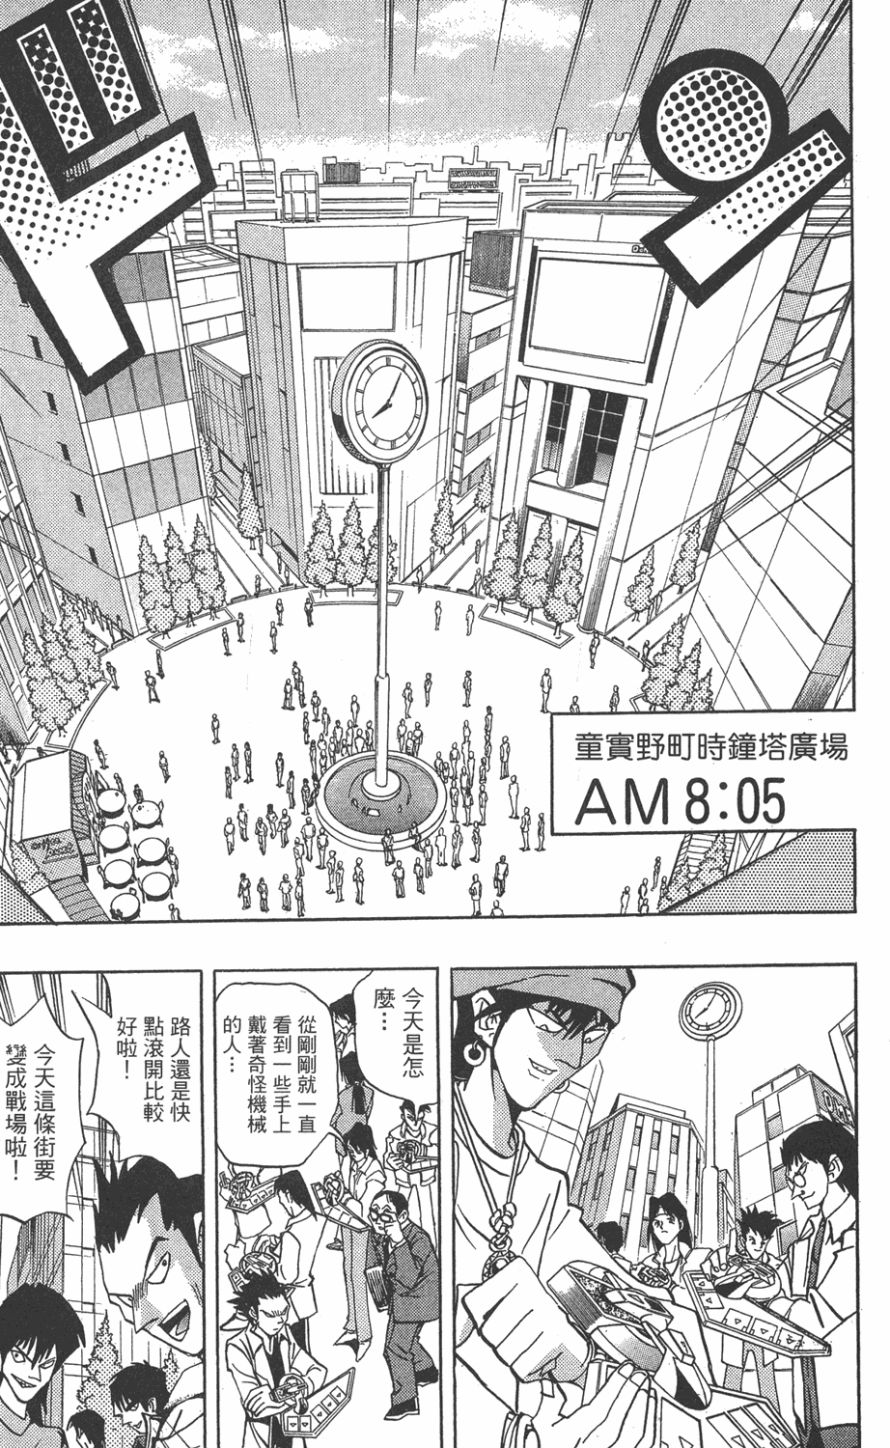 ドン
童實野町時鐘塔廣場
AM 8:05
今天是怎
麼…
從剛剛就一直
看到一些手上
戴著奇怪機械
的人…
路人還是快
點滾開比較
好啦！
今天這條街要
變成戰場啦！